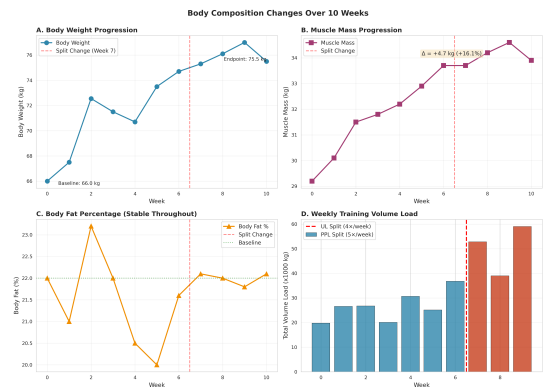 Body Composition Changes Over 10 Weeks
A. Body Weight Progression
Body Weight
Split Change (Week 7)
Endpoint: 75.5 kg
Baseline: 66.0 kg
Body Weight (kg)
76
74
72
70
68
66
0 2 4 6 8 10
Week
B. Muscle Mass Progression
Muscle Mass
Split Change
Δ = +4.7 kg (+16.1%)
Muscle Mass (kg)
34
33
32
31
30
29
0 2 4 6 8 10
Week
C. Body Fat Percentage (Stable Throughout)
Body Fat %
Split Change
Baseline
Body Fat (%)
23.0
22.5
22.0
21.5
21.0
20.5
20.0
0 2 4 6 8 10
Week
D. Weekly Training Volume Load
UL Split (4×/week)
PPL Split (5×/week)
Total Volume Load (x1000 kg)
60
50
40
30
20
10
0
0 2 4 6 8
Week